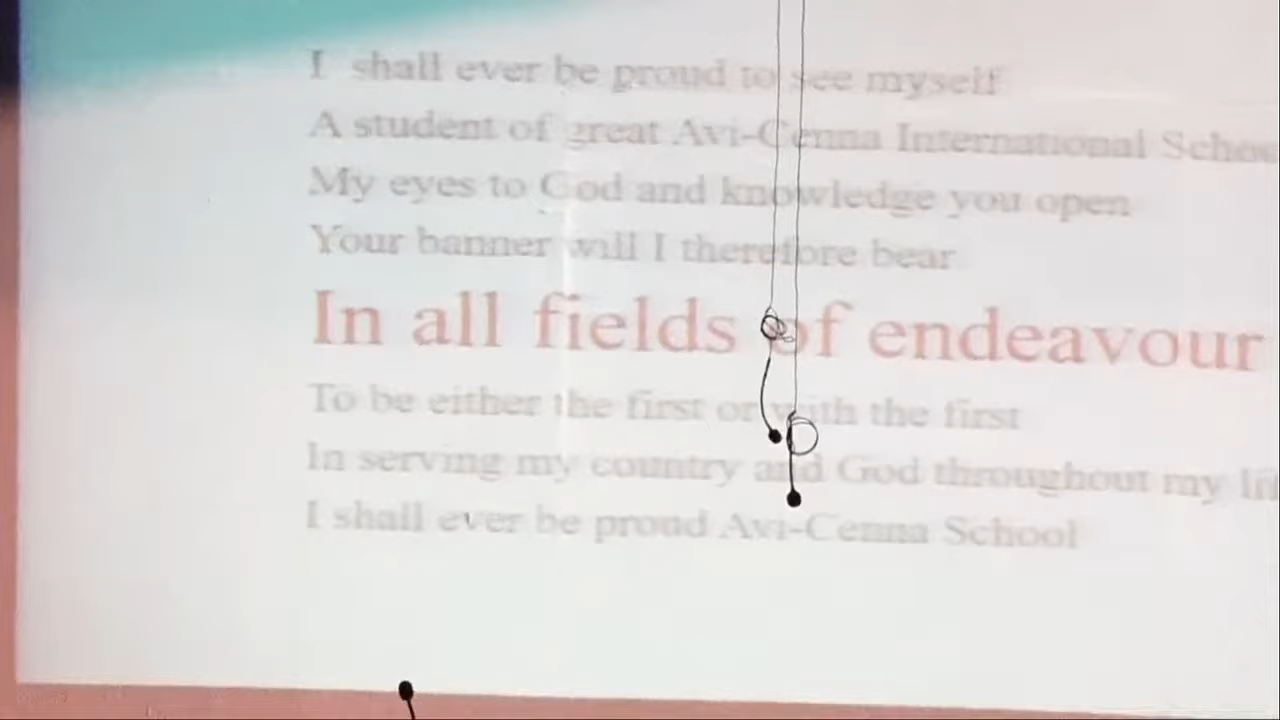 I shall ever be proud to see myself
A student of great Avi-Cenna International Schoo
My eyes to God and knowledge you open
Your banner will I therefore bear
In all fields of endeavour
To be either the first or with the first
In serving my country and God throughout my li
I shall ever be proud Avi-Cenna School